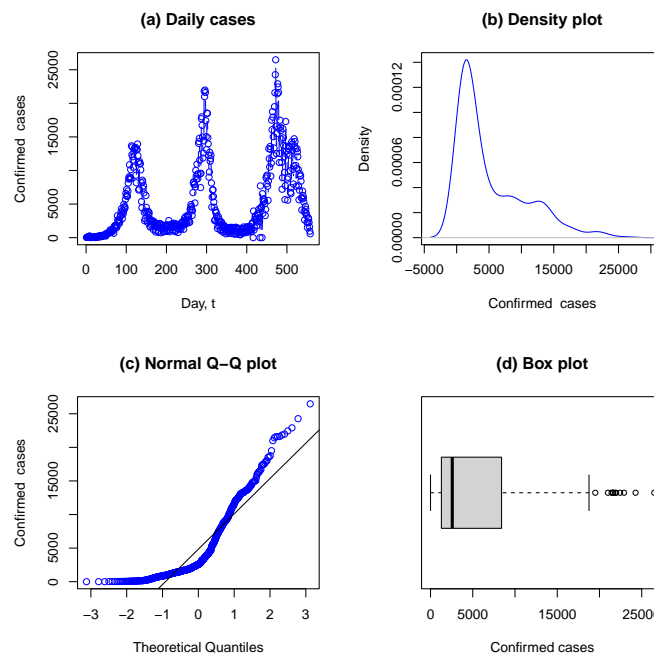 (a) Daily cases
Confirmed cases
0 5000 15000 25000
0 100 200 300 400 500
Day, t
(b) Density plot
Density
0.00000 0.00006 0.00012
−5000 5000 15000 25000
Confirmed cases
(c) Normal Q−Q plot
Confirmed cases
0 5000 15000 25000
−3 −2 −1 0 1 2 3
Theoretical Quantiles
(d) Box plot
0 5000 15000 25000
Confirmed cases